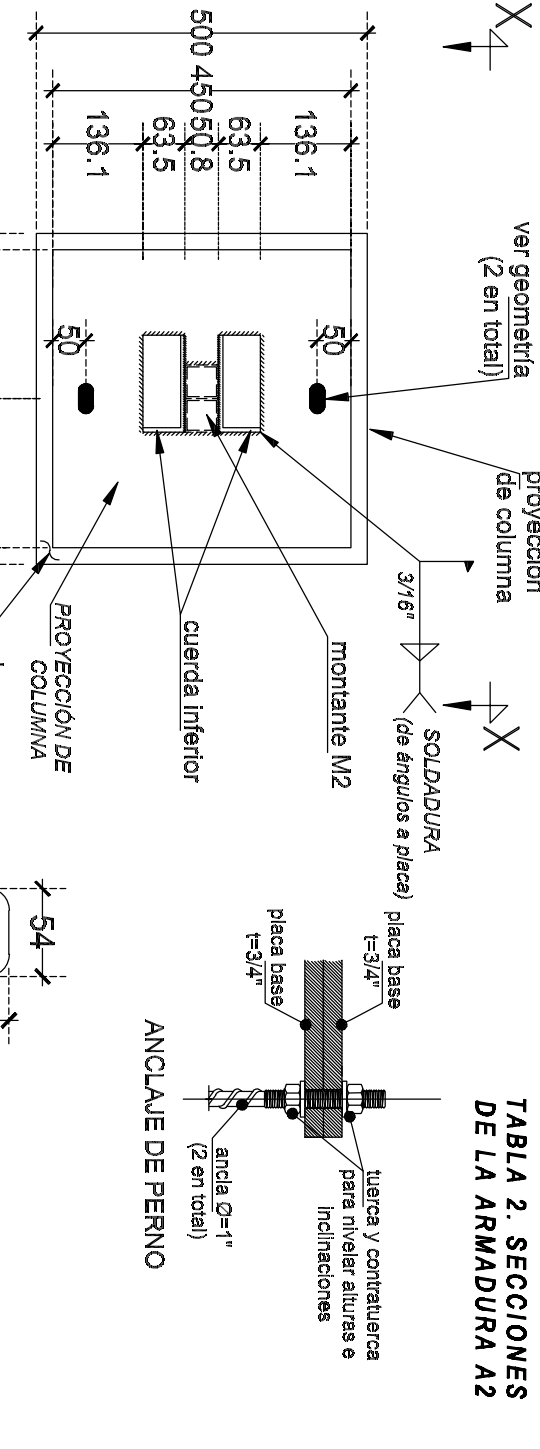 X
X
500
450
136.1
63.5
50.8
63.5
136.1
50
50
ver geometría
(2 en total)
proyección
de columna
3/16"
SOLDADURA
(de ángulos a placa)
montante M2
cuerda inferior
PROYECCIÓN DE
COLUMNA
54
placa base
t=3/4"
placa base
t=3/4"
tuerca y contratuerca
para nivelar alturas e
inclinaciones
ancla Ø=1"
(2 en total)
ANCLAJE DE PERNO
TABLA 2. SECCIONES
DE LA ARMADURA A2